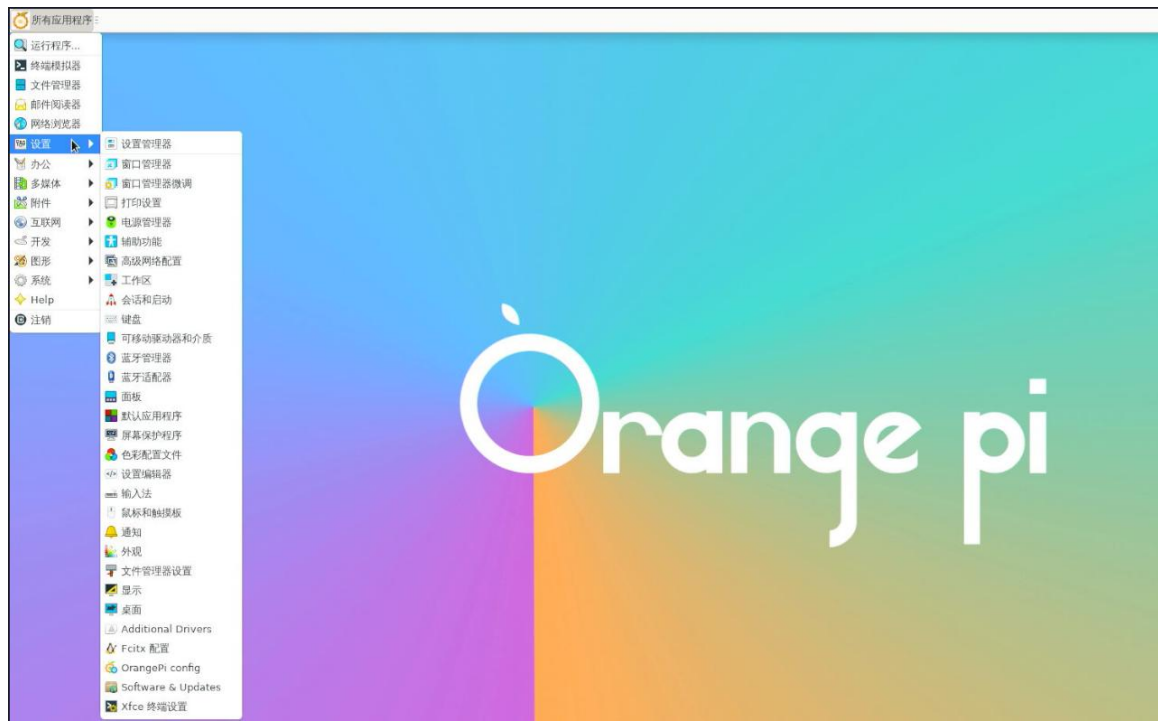 所有应用程序
运行程序...
终端模拟器
文件管理器
邮件阅读器
网络浏览器
设置
办公
多媒体
附件
互联网
开发
图形
系统
Help
注销
设置管理器
窗口管理器
窗口管理器微调
打印设置
电源管理器
辅助功能
高级网络配置
工作区
会话和启动
键盘
可移动驱动器和介质
蓝牙管理器
蓝牙适配器
面板
默认应用程序
屏幕保护程序
色彩配置文件
设置编辑器
输入法
鼠标和触摸板
通知
外观
文件管理器设置
显示
桌面
Additional Drivers
Fcitx 配置
OrangePi config
Software & Updates
Xfce 终端设置
Orange pi